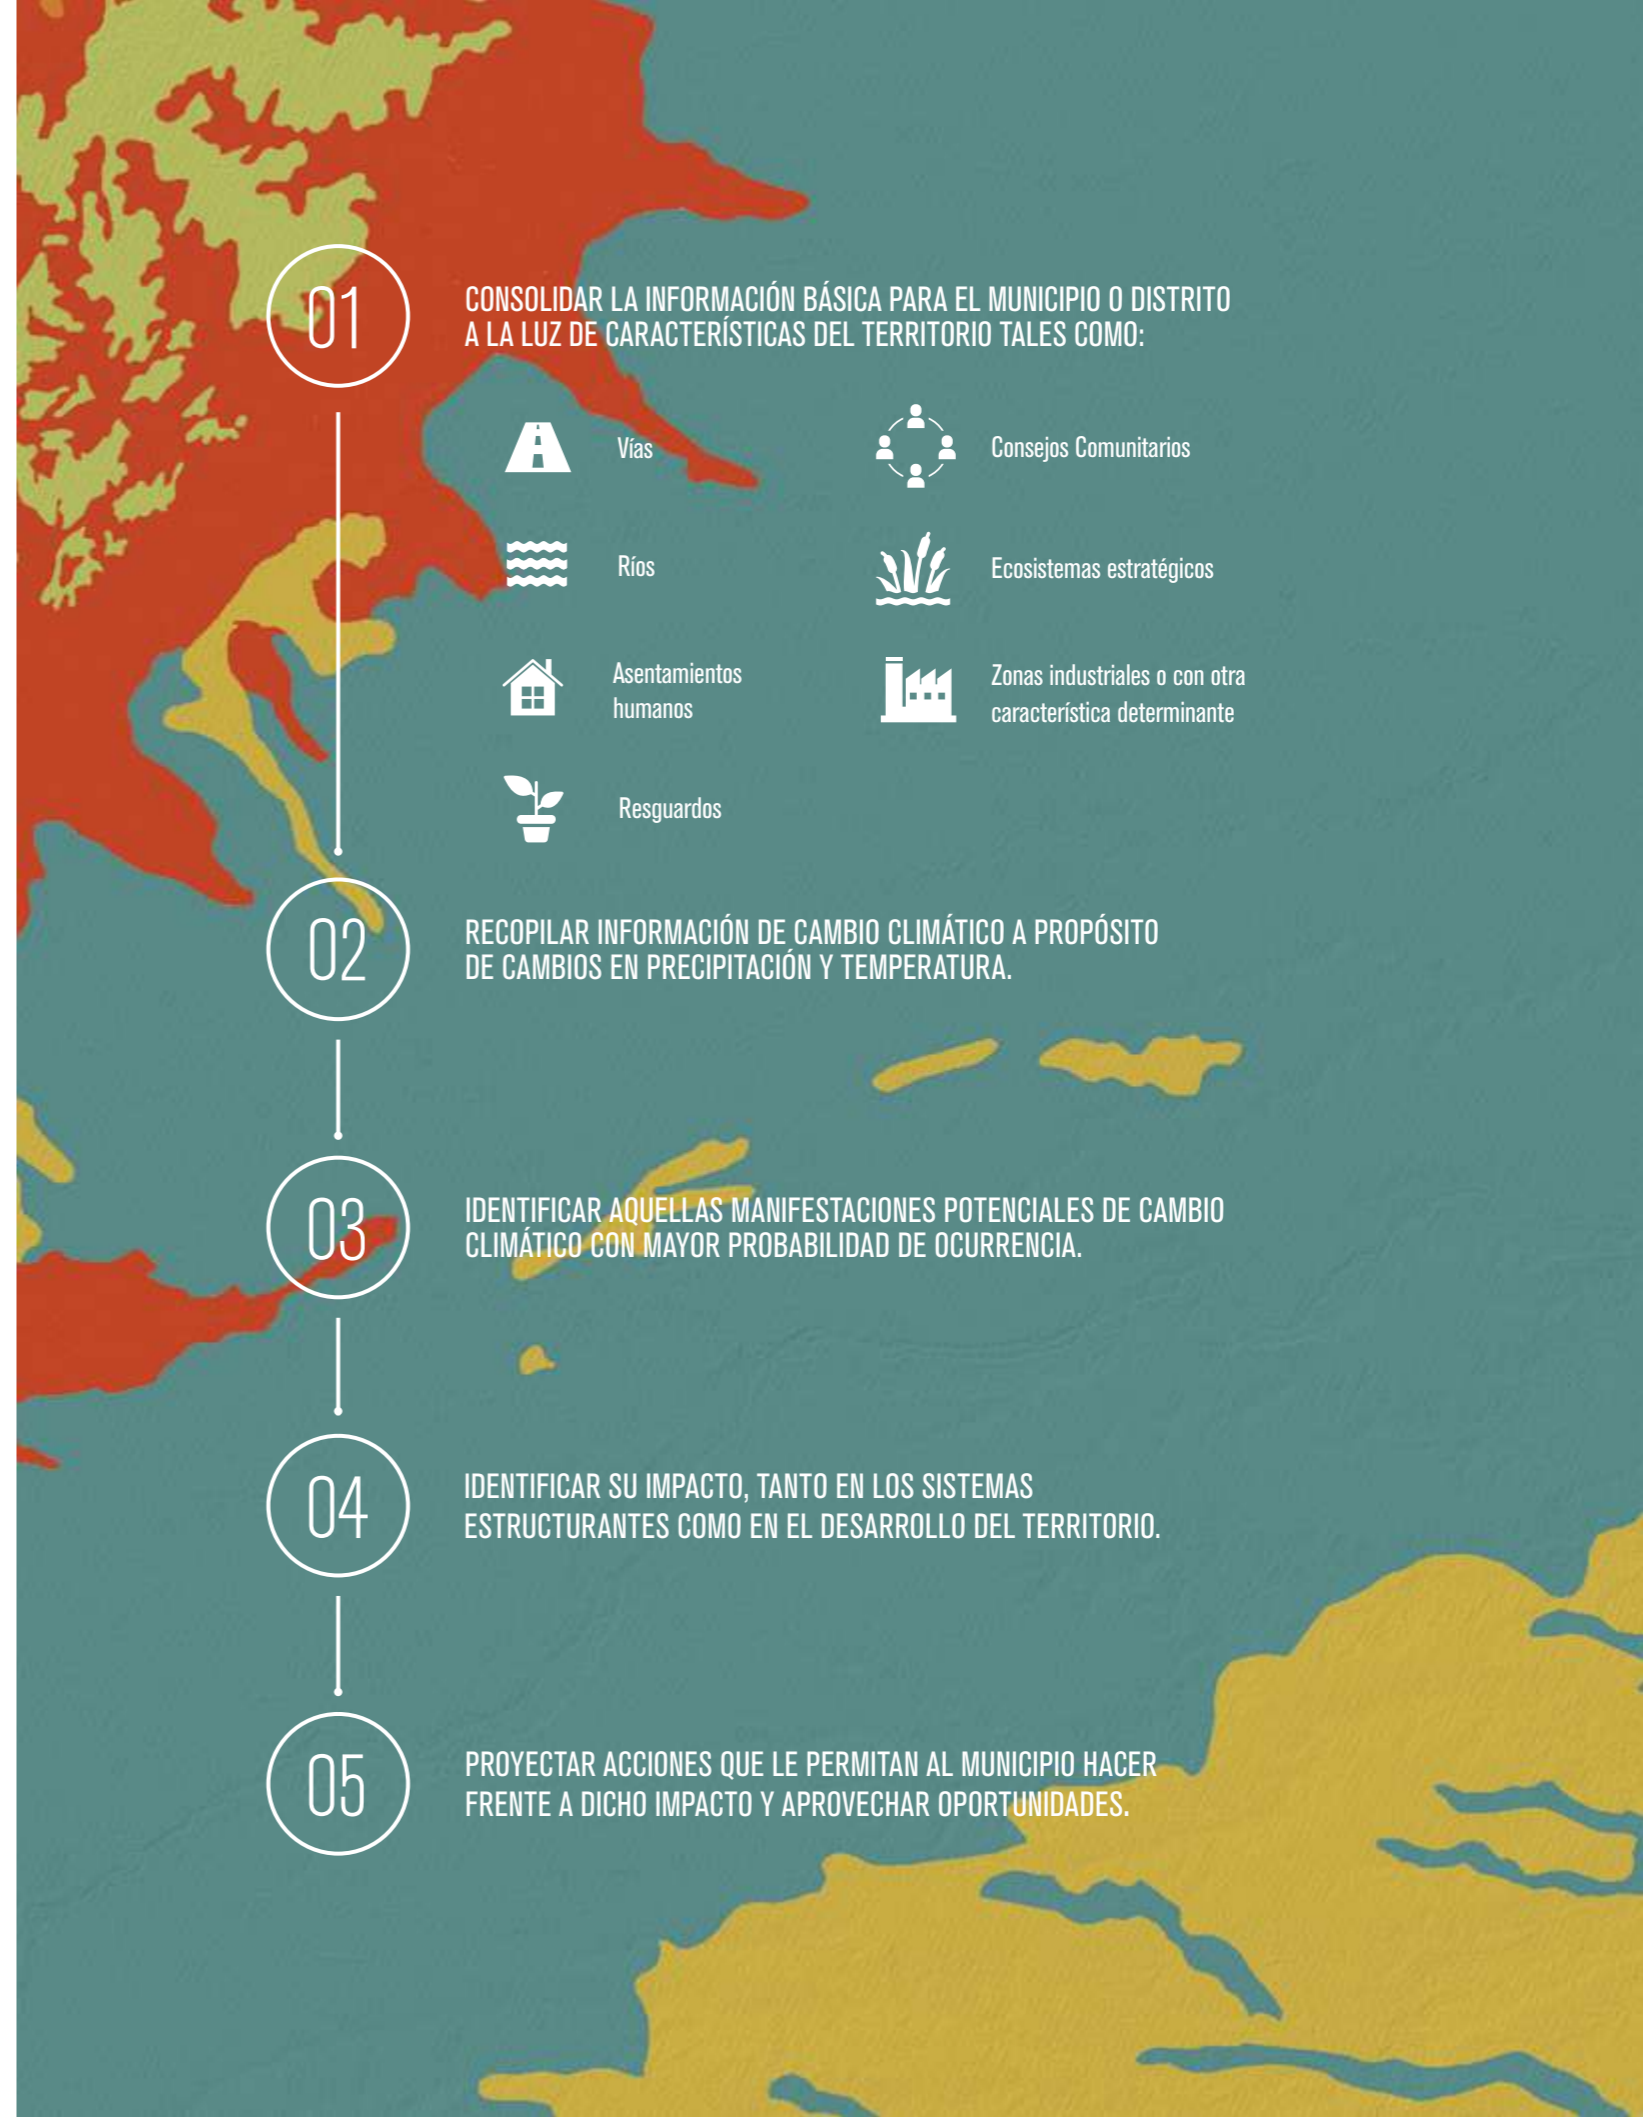 01
CONSOLIDAR LA INFORMACIÓN BÁSICA PARA EL MUNICIPIO O DISTRITO
A LA LUZ DE CARACTERÍSTICAS DEL TERRITORIO TALES COMO:
Vías
Ríos
Asentamientos
humanos
Resguardos
Consejos Comunitarios
Ecosistemas estratégicos
Zonas industriales o con otra
característica determinante
02
RECOPILAR INFORMACIÓN DE CAMBIO CLIMÁTICO A PROPÓSITO
DE CAMBIOS EN PRECIPITACIÓN Y TEMPERATURA.
03
IDENTIFICAR AQUELLAS MANIFESTACIONES POTENCIALES DE CAMBIO
CLIMÁTICO CON MAYOR PROBABILIDAD DE OCURRENCIA.
04
IDENTIFICAR SU IMPACTO, TANTO EN LOS SISTEMAS
ESTRUCTURANTES COMO EN EL DESARROLLO DEL TERRITORIO.
05
PROYECTAR ACCIONES QUE LE PERMITAN AL MUNICIPIO HACER
FRENTE A DICHO IMPACTO Y APROVECHAR OPORTUNIDADES.